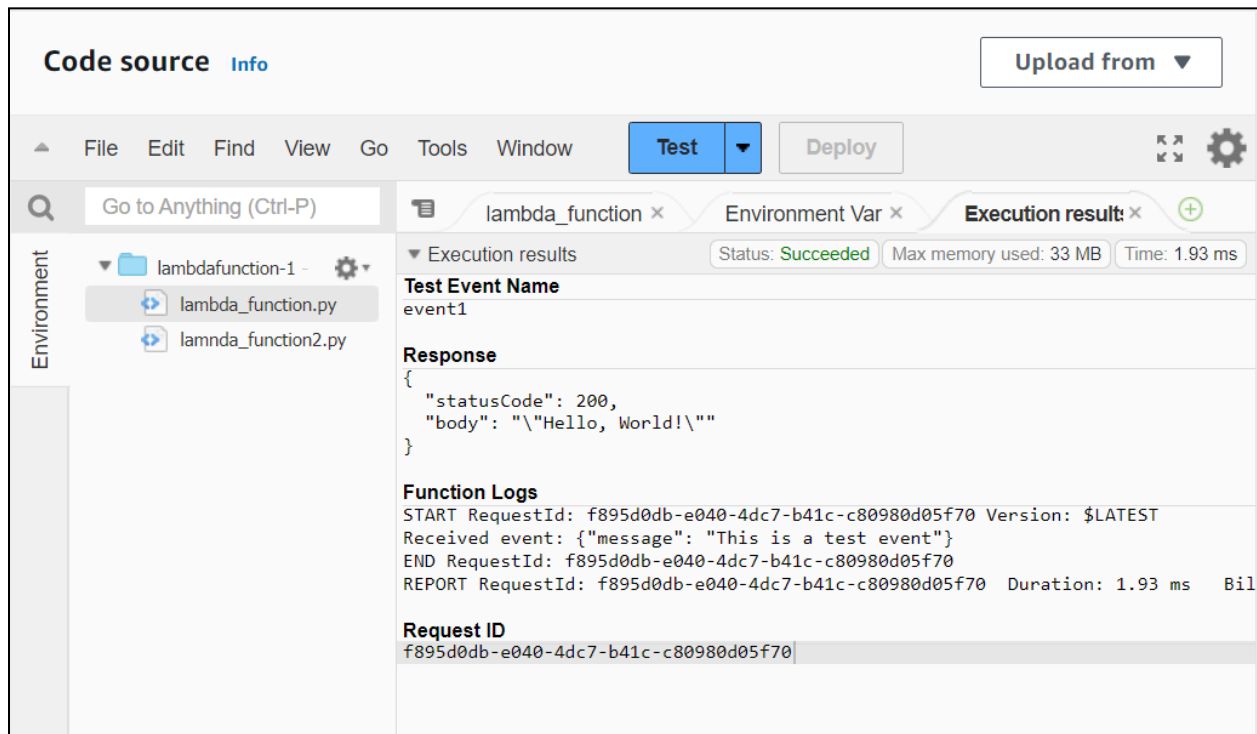 Code source Info
Upload from
File Edit Find View Go Tools Window Test Deploy
Go to Anything (Ctrl-P)
lambda_function × Environment Var × Execution results ×
Environment
lambdafunction-1 -
lambda_function.py
lamnda_function2.py
Execution results Status: Succeeded Max memory used: 33 MB Time: 1.93 ms
Test Event Name
event1
Response
{
"statusCode": 200,
"body": "\"Hello, World!\""
}
Function Logs
START RequestId: f895d0db-e040-4dc7-b41c-c80980d05f70 Version: $LATEST
Received event: {"message": "This is a test event"}
END RequestId: f895d0db-e040-4dc7-b41c-c80980d05f70
REPORT RequestId: f895d0db-e040-4dc7-b41c-c80980d05f70 Duration: 1.93 ms Bil
Request ID
f895d0db-e040-4dc7-b41c-c80980d05f70